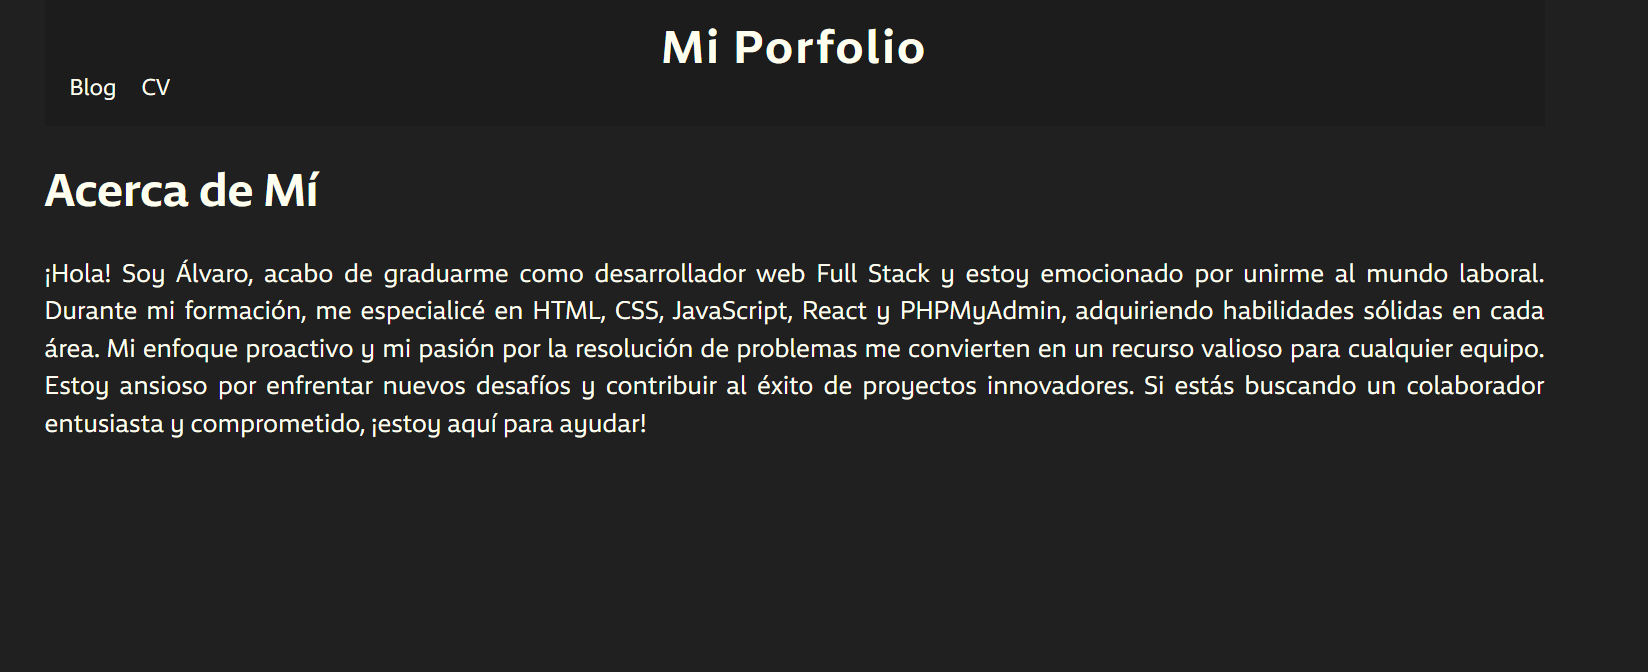 Mi Porfolio
Blog CV
Acerca de Mí
¡Hola! Soy Álvaro, acabo de graduarme como desarrollador web Full Stack y estoy emocionado por unirme al mundo laboral.
Durante mi formación, me especialicé en HTML, CSS, JavaScript, React y PHPMyAdmin, adquiriendo habilidades sólidas en cada
área. Mi enfoque proactivo y mi pasión por la resolución de problemas me convierten en un recurso valioso para cualquier equipo.
Estoy ansioso por enfrentar nuevos desafíos y contribuir al éxito de proyectos innovadores. Si estás buscando un colaborador
entusiasta y comprometido, ¡estoy aquí para ayudar!